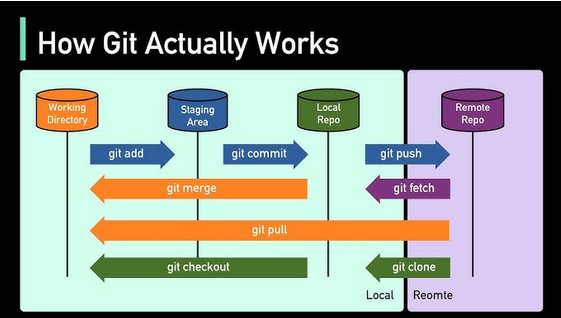 How Git Actually Works
Working
Directory
Staging
Area
Local
Repo
Remote
Repo
git add
git commit
git push
git merge
git fetch
git pull
git checkout
git clone
Local
Reomte